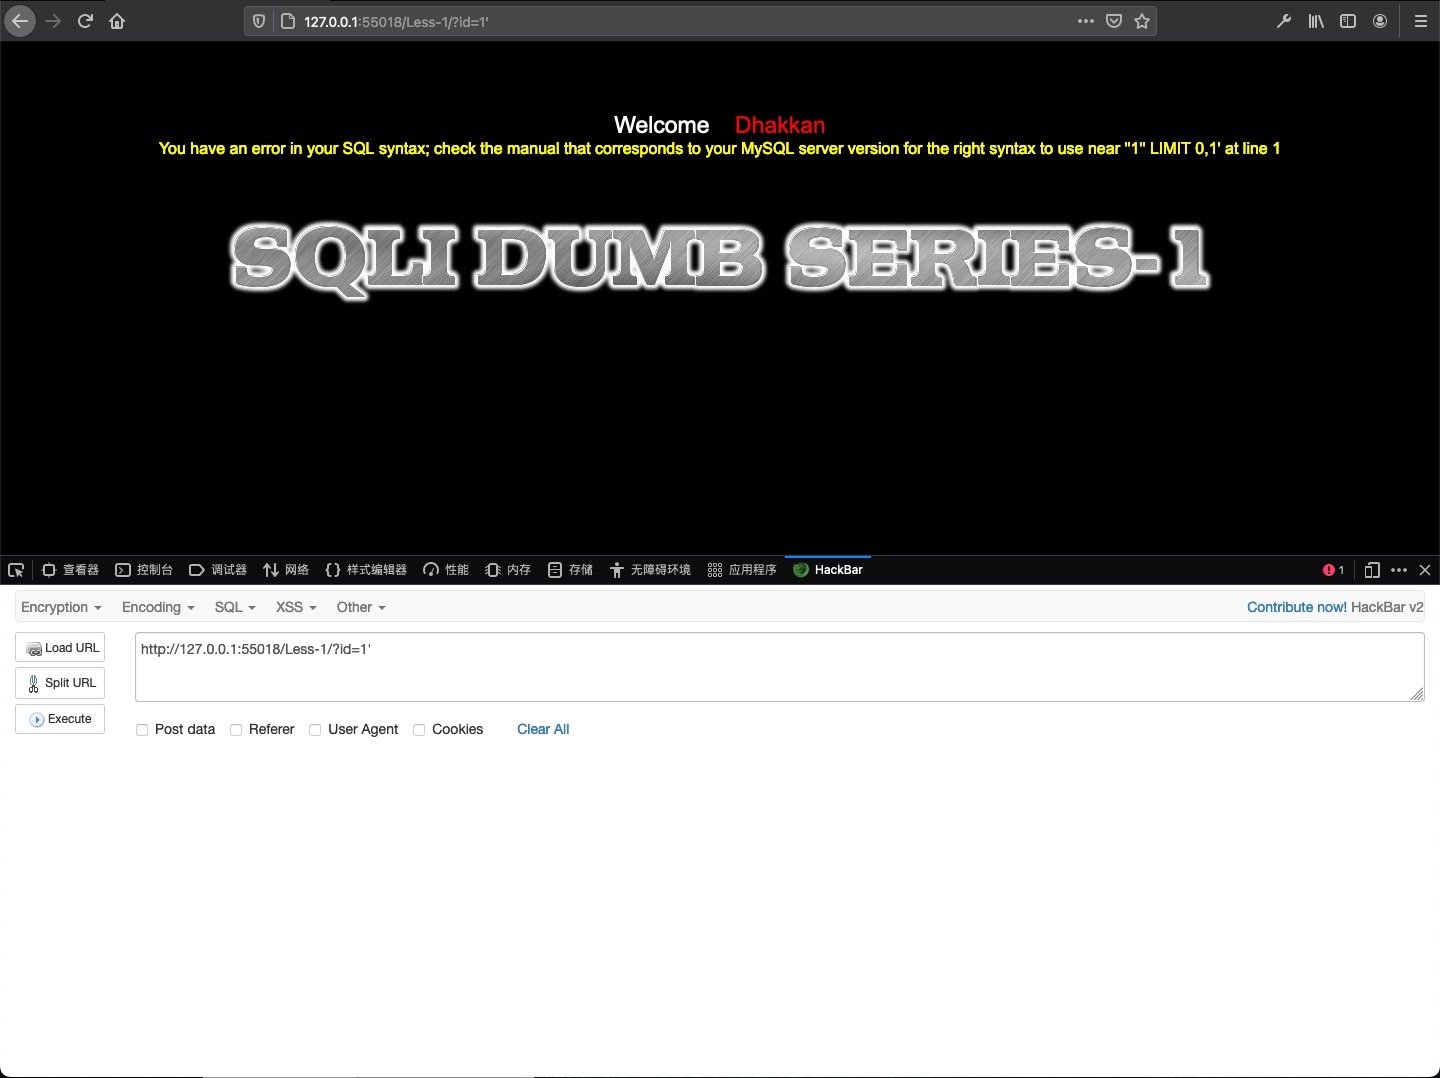 127.0.0.1:55018/Less-1/?id=1'
Welcome Dhakkan
You have an error in your SQL syntax; check the manual that corresponds to your MySQL server version for the right syntax to use near ''1'' LIMIT 0,1' at line 1
SQLI DUMB SERIES-1
查看器 控制台 调试器 网络 样式编辑器 性能 内存 存储 无障碍环境 应用程序 HackBar 1
Encryption Encoding SQL XSS Other Contribute now! HackBar v2
Load URL http://127.0.0.1:55018/Less-1/?id=1'
Split URL
Execute
Post data Referer User Agent Cookies Clear All